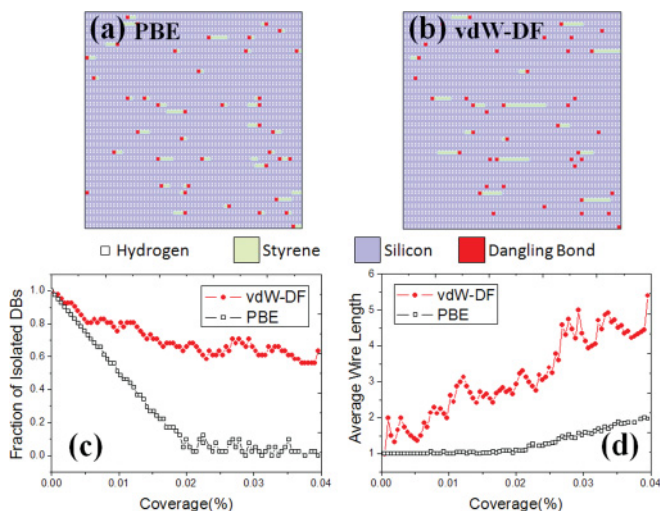 (a) PBE
(b) vdW-DF
Hydrogen
Styrene
Silicon
Dangling Bond
1.0
0.8
0.6
0.4
0.2
0.0
Fraction of Isolated DBs
vdW-DF
PBE
(c)
0.00
0.01
0.02
0.03
0.04
Coverage(%)
6
5
4
3
2
1
Average Wire Length
vdW-DF
PBE
(d)
0.00
0.01
0.02
0.03
0.04
Coverage(%)